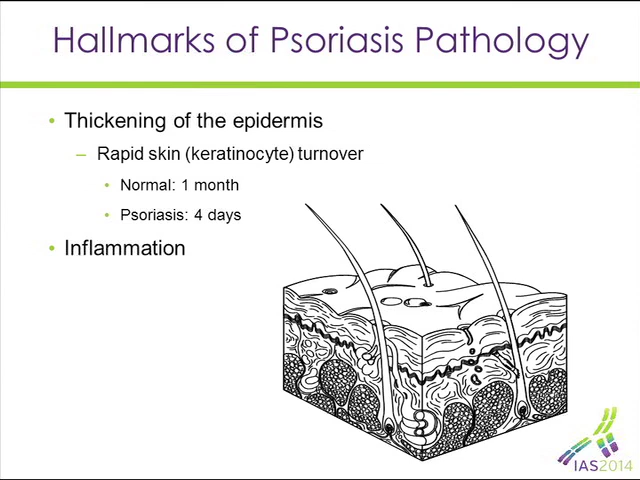 Hallmarks of Psoriasis Pathology
• Thickening of the epidermis
– Rapid skin (keratinocyte) turnover
• Normal: 1 month
• Psoriasis: 4 days
• Inflammation
IAS2014